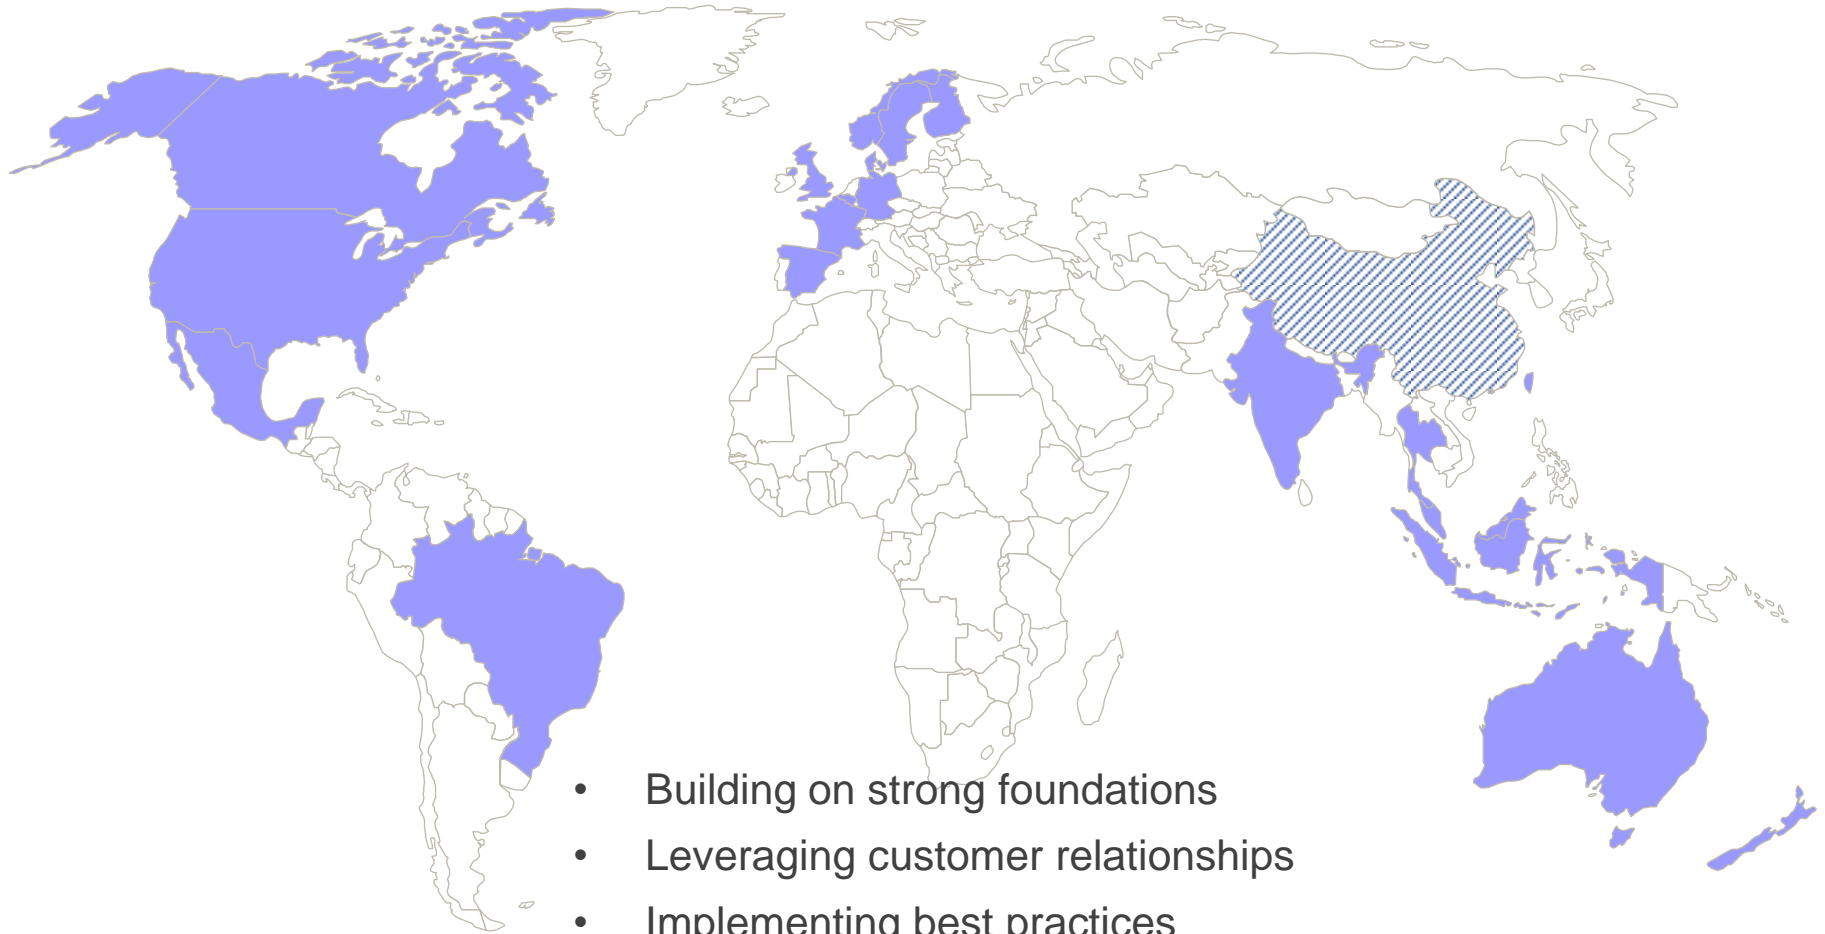 • Building on strong foundations
• Leveraging customer relationships
• Implementing best practices